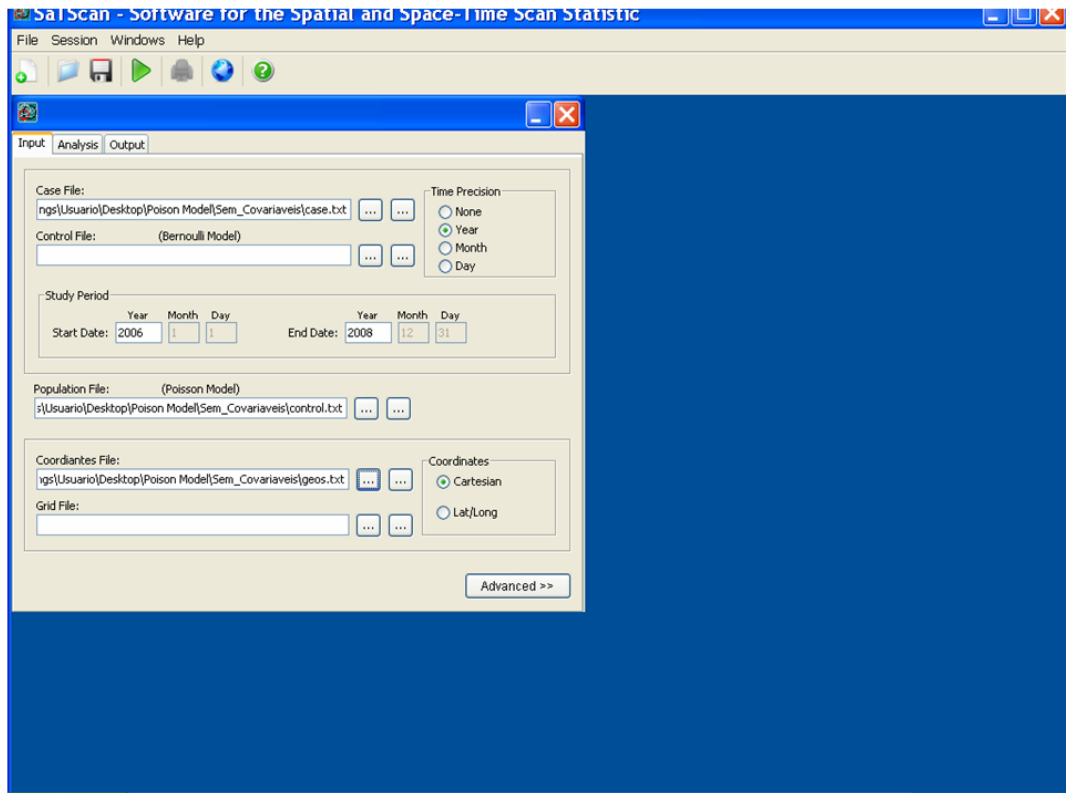 SaTScan - Software for the Spatial and Space-Time Scan Statistic
File Session Windows Help
Input Analysis Output
Case File:
ngs\Usuario\Desktop\Poison Model\Sem_Covariaveis\case.txt ... ...
Control File: (Bernoulli Model)
... ...
Time Precision
None
Year
Month
Day
Study Period
Year Month Day Year Month Day
Start Date: 2006 1 1 End Date: 2008 12 31
Population File: (Poisson Model)
s\Usuario\Desktop\Poison Model\Sem_Covariaveis\control.txt ... ...
Coordiantes File:
ngs\Usuario\Desktop\Poison Model\Sem_Covariaveis\geos.txt ... ...
Grid File:
... ...
Coordinates
Cartesian
Lat/Long
Advanced >>